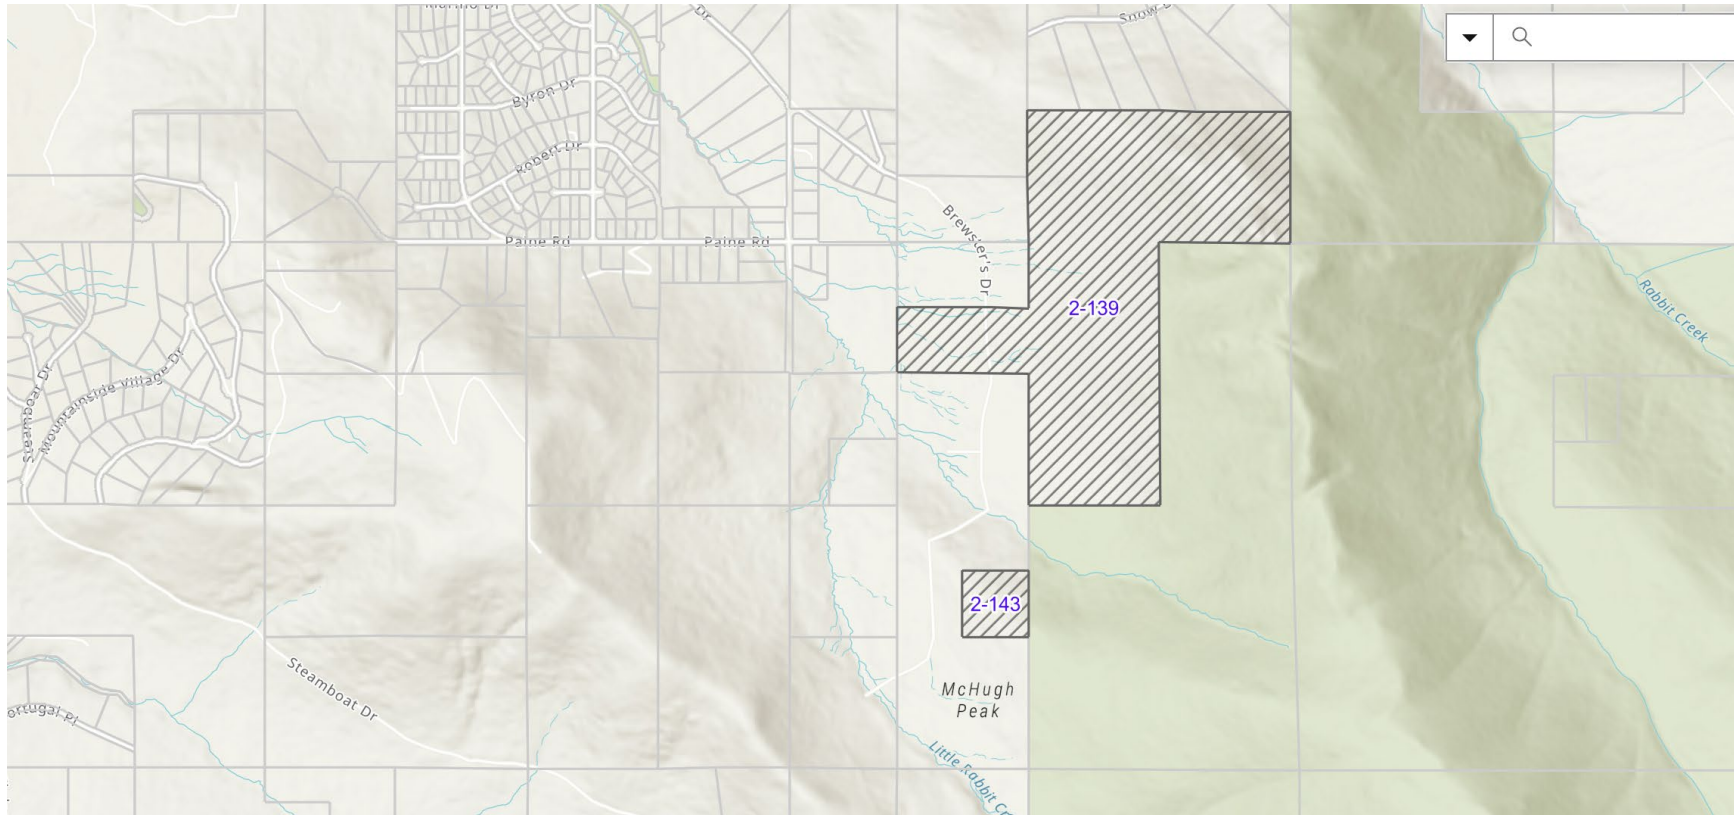 Dr
Byron Dr
Robert Dr
Paine Rd
Paine Rd
Brewster's Dr
2-139
Rabbit Creek
Steamboat Dr
Mountainside Village Dr
2-143
McHugh
Peak
Steamboat Dr
Little Rabbit Cr